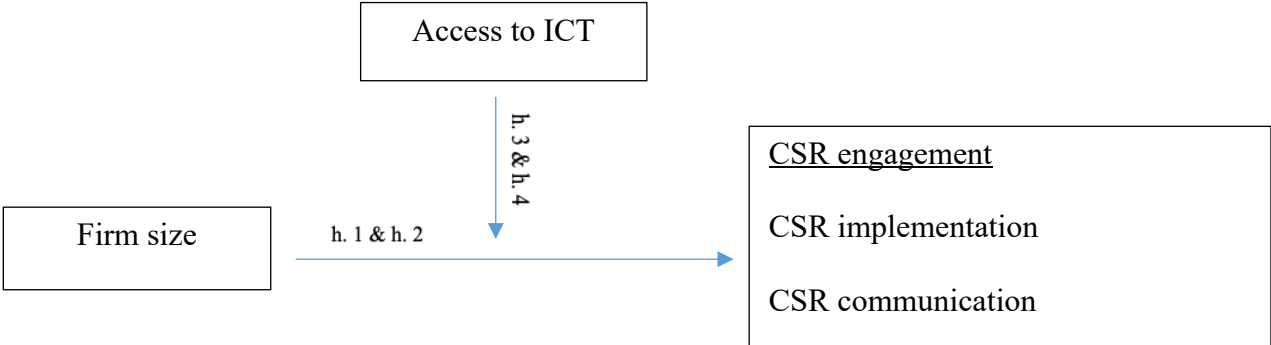 Access to ICT
h. 3 & h. 4
CSR engagement
Firm size
h. 1 & h. 2
CSR implementation
CSR communication